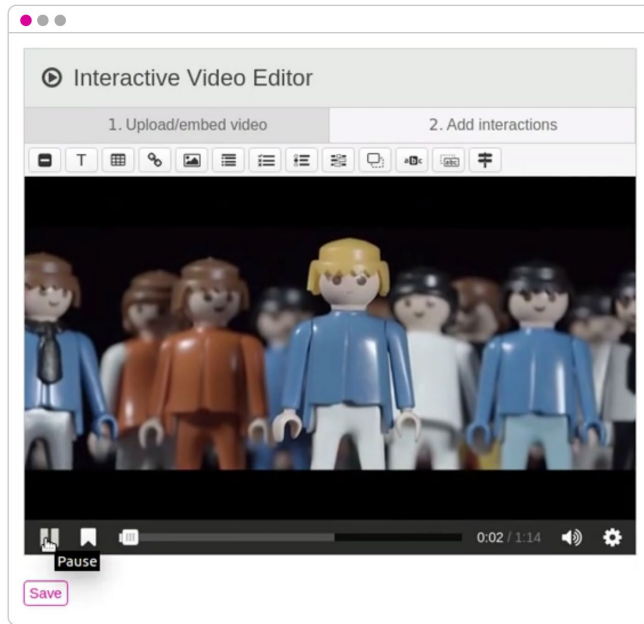 Interactive Video Editor
1. Upload/embed video
2. Add interactions
T
abc
abc
0:02 / 1:14
Pause
Save